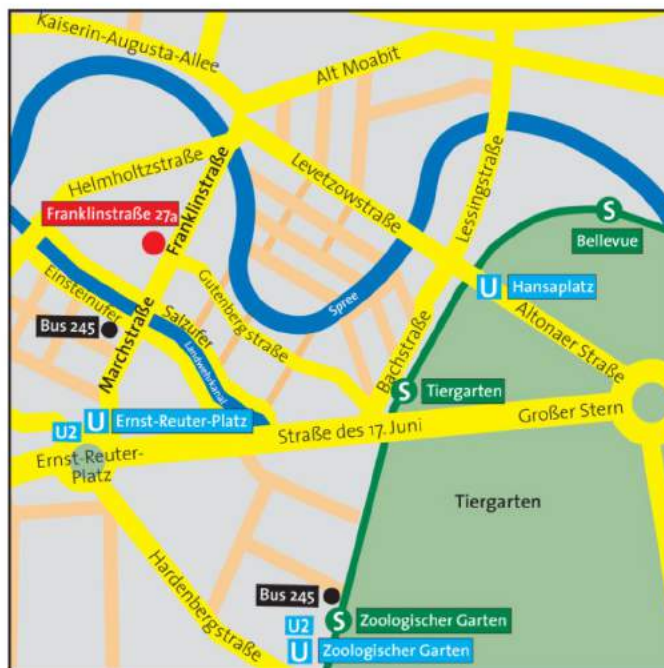 Kaiserin-Augusta-Allee
Alt Moabit
Helmholtzstraße
Levetzowstraße
Lessingstraße
Franklinstraße 27a
Franklinstraße
S
Bellevue
Einsteinufer
Gutenbergstraße
U Hansaplatz
Salzufer
Spree
Altonaer Straße
Bus 245
Marchstraße
Landwehrkanal
Bachstraße
S Tiergarten
U2 U Ernst-Reuter-Platz
Straße des 17. Juni
Großer Stern
Ernst-Reuter-
Platz
Tiergarten
Hardenbergstraße
Bus 245
S Zoologischer Garten
U2
U Zoologischer Garten